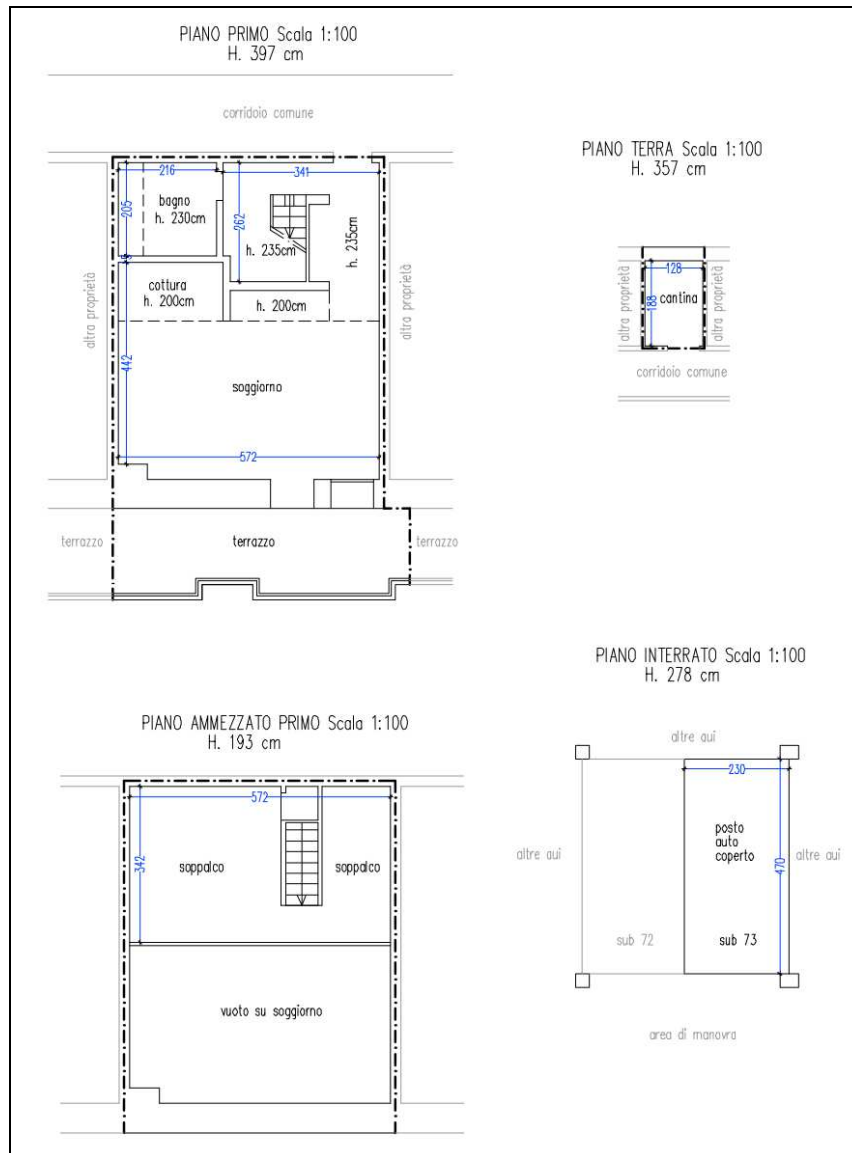 PIANO PRIMO Scala 1:100
H. 397 cm
corridoio comune
216
341
bagno
h. 230cm
205
262
h. 235cm
h. 235cm
15
cottura
h. 200cm
h. 200cm
altra proprietà
altra proprietà
442
soggiorno
572
terrazzo
terrazzo
terrazzo
PIANO TERRA Scala 1:100
H. 357 cm
altra proprietà
128
188
cantina
altra proprietà
corridoio comune
PIANO AMMEZZATO PRIMO Scala 1:100
H. 193 cm
572
342
soppalco
soppalco
vuoto su soggiorno
PIANO INTERRATO Scala 1:100
H. 278 cm
altre aui
230
posto
auto
coperto
altre aui
470
altre aui
sub 72
sub 73
area di manovra